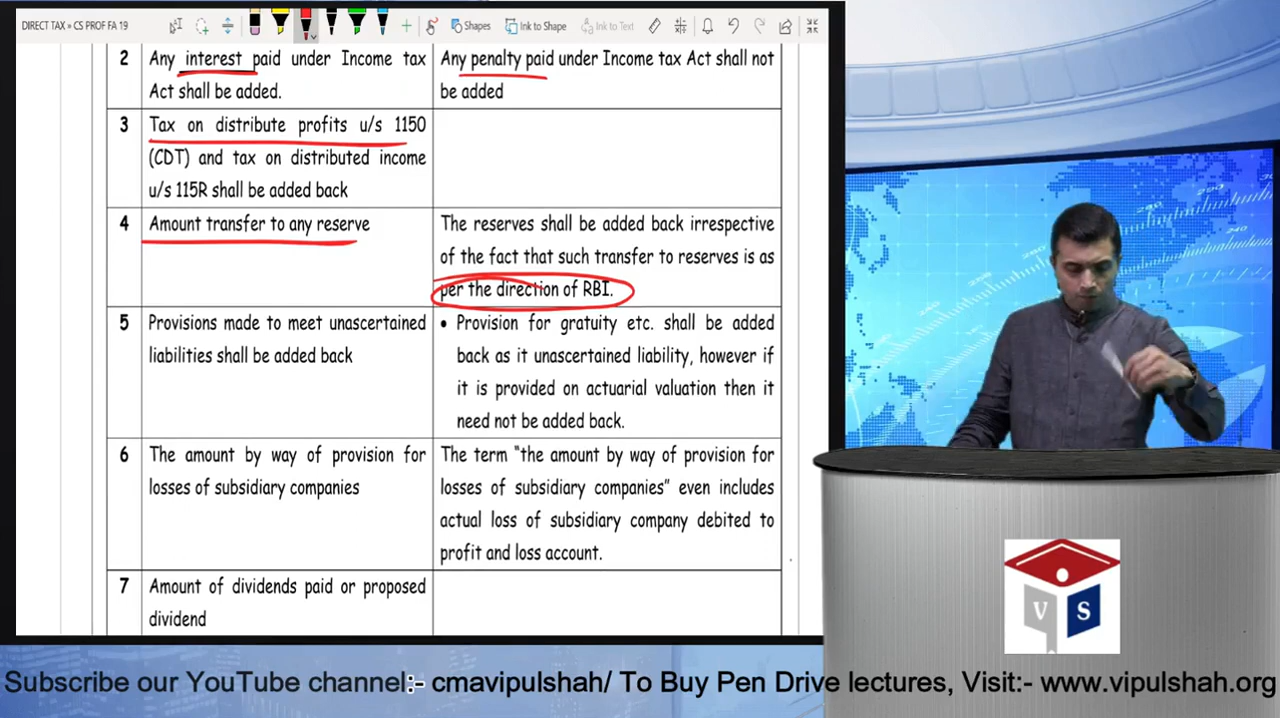 DIRECT TAX » CS PROF FA 19
Shapes
Ink to Shape
Ink to Text
2
Any interest paid under Income tax
Act shall be added.
Any penalty paid under Income tax Act shall not
be added
3
Tax on distribute profits u/s 1150
(CDT) and tax on distributed income
u/s 115R shall be added back
4
Amount transfer to any reserve
The reserves shall be added back irrespective
of the fact that such transfer to reserves is as
per the direction of RBI.
5
Provisions made to meet unascertained
liabilities shall be added back
• Provision for gratuity etc. shall be added
back as it unascertained liability, however if
it is provided on actuarial valuation then it
need not be added back.
6
The amount by way of provision for
losses of subsidiary companies
The term “the amount by way of provision for
losses of subsidiary companies” even includes
actual loss of subsidiary company debited to
profit and loss account.
7
Amount of dividends paid or proposed
dividend
V S
Subscribe our YouTube channel:- cmavipulshah/ To Buy Pen Drive lectures, Visit:- www.vipulshah.org